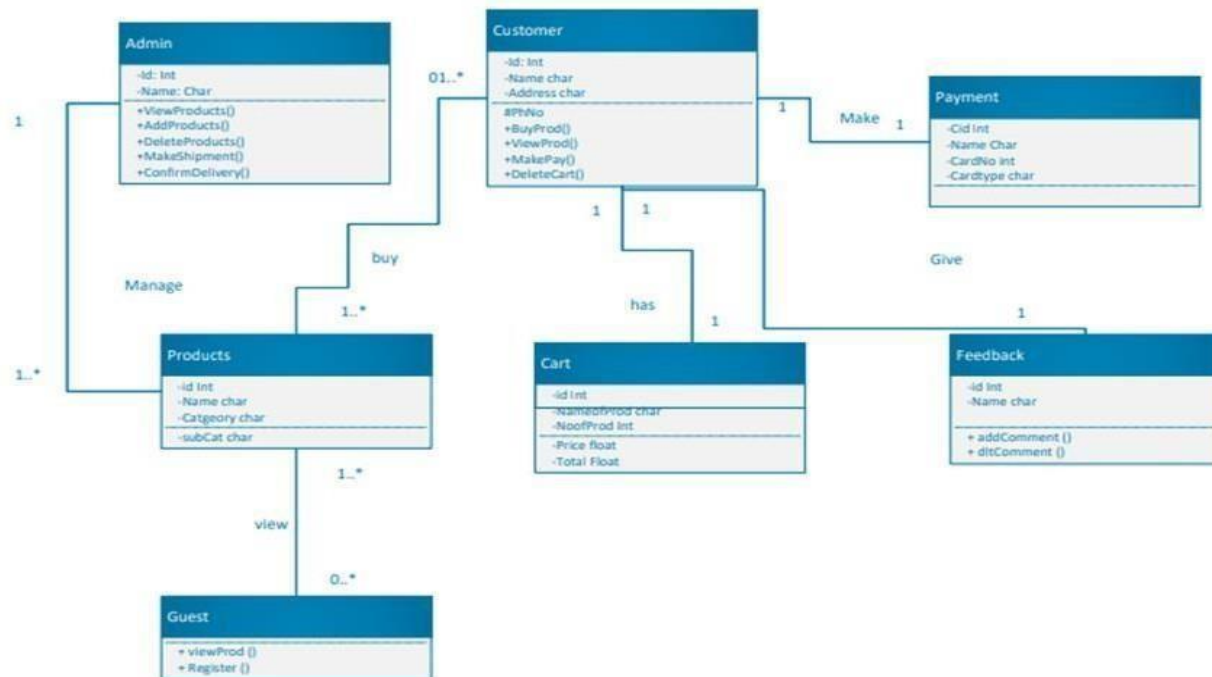 Admin
-Id: Int
-Name: Char
+ViewProducts()
+AddProducts()
+DeleteProducts()
+MakeShipment()
+ConfirmDelivery()
Customer
-Id: Int
-Name char
-Address char
#PhNo
+BuyProd()
+ViewProd()
+MakePay()
+DeleteCart()
Payment
-Cid Int
-Name Char
-CardNo int
-Cardtype char
1
01..*
1
Make
1
buy
Manage
1..*
1..*
1
1
has
1
Give
1
Products
-id Int
-Name char
-Catgeory char
-subCat char
Cart
-id Int
-NameofProd char
-NoofProd Int
-Price float
-Total Float
Feedback
-id Int
-Name char
+ addComment ()
+ dltComment ()
1..*
view
0..*
Guest
+ viewProd ()
+ Register ()